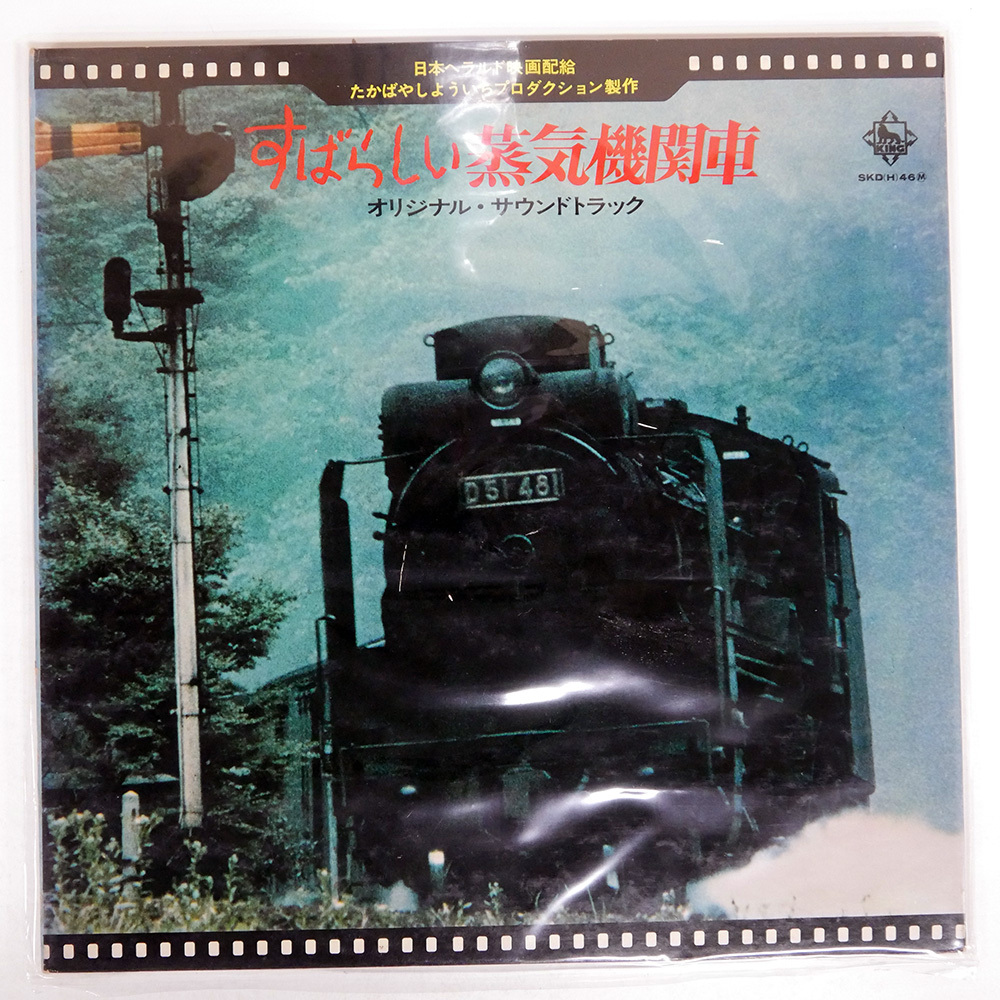 日本ヘラルド映画配給
たかばやしよういちプロダクション製作
すばらしい蒸気機関車
オリジナル・サウンドトラック
KING
SKD(H)46Ⓜ
D51 481